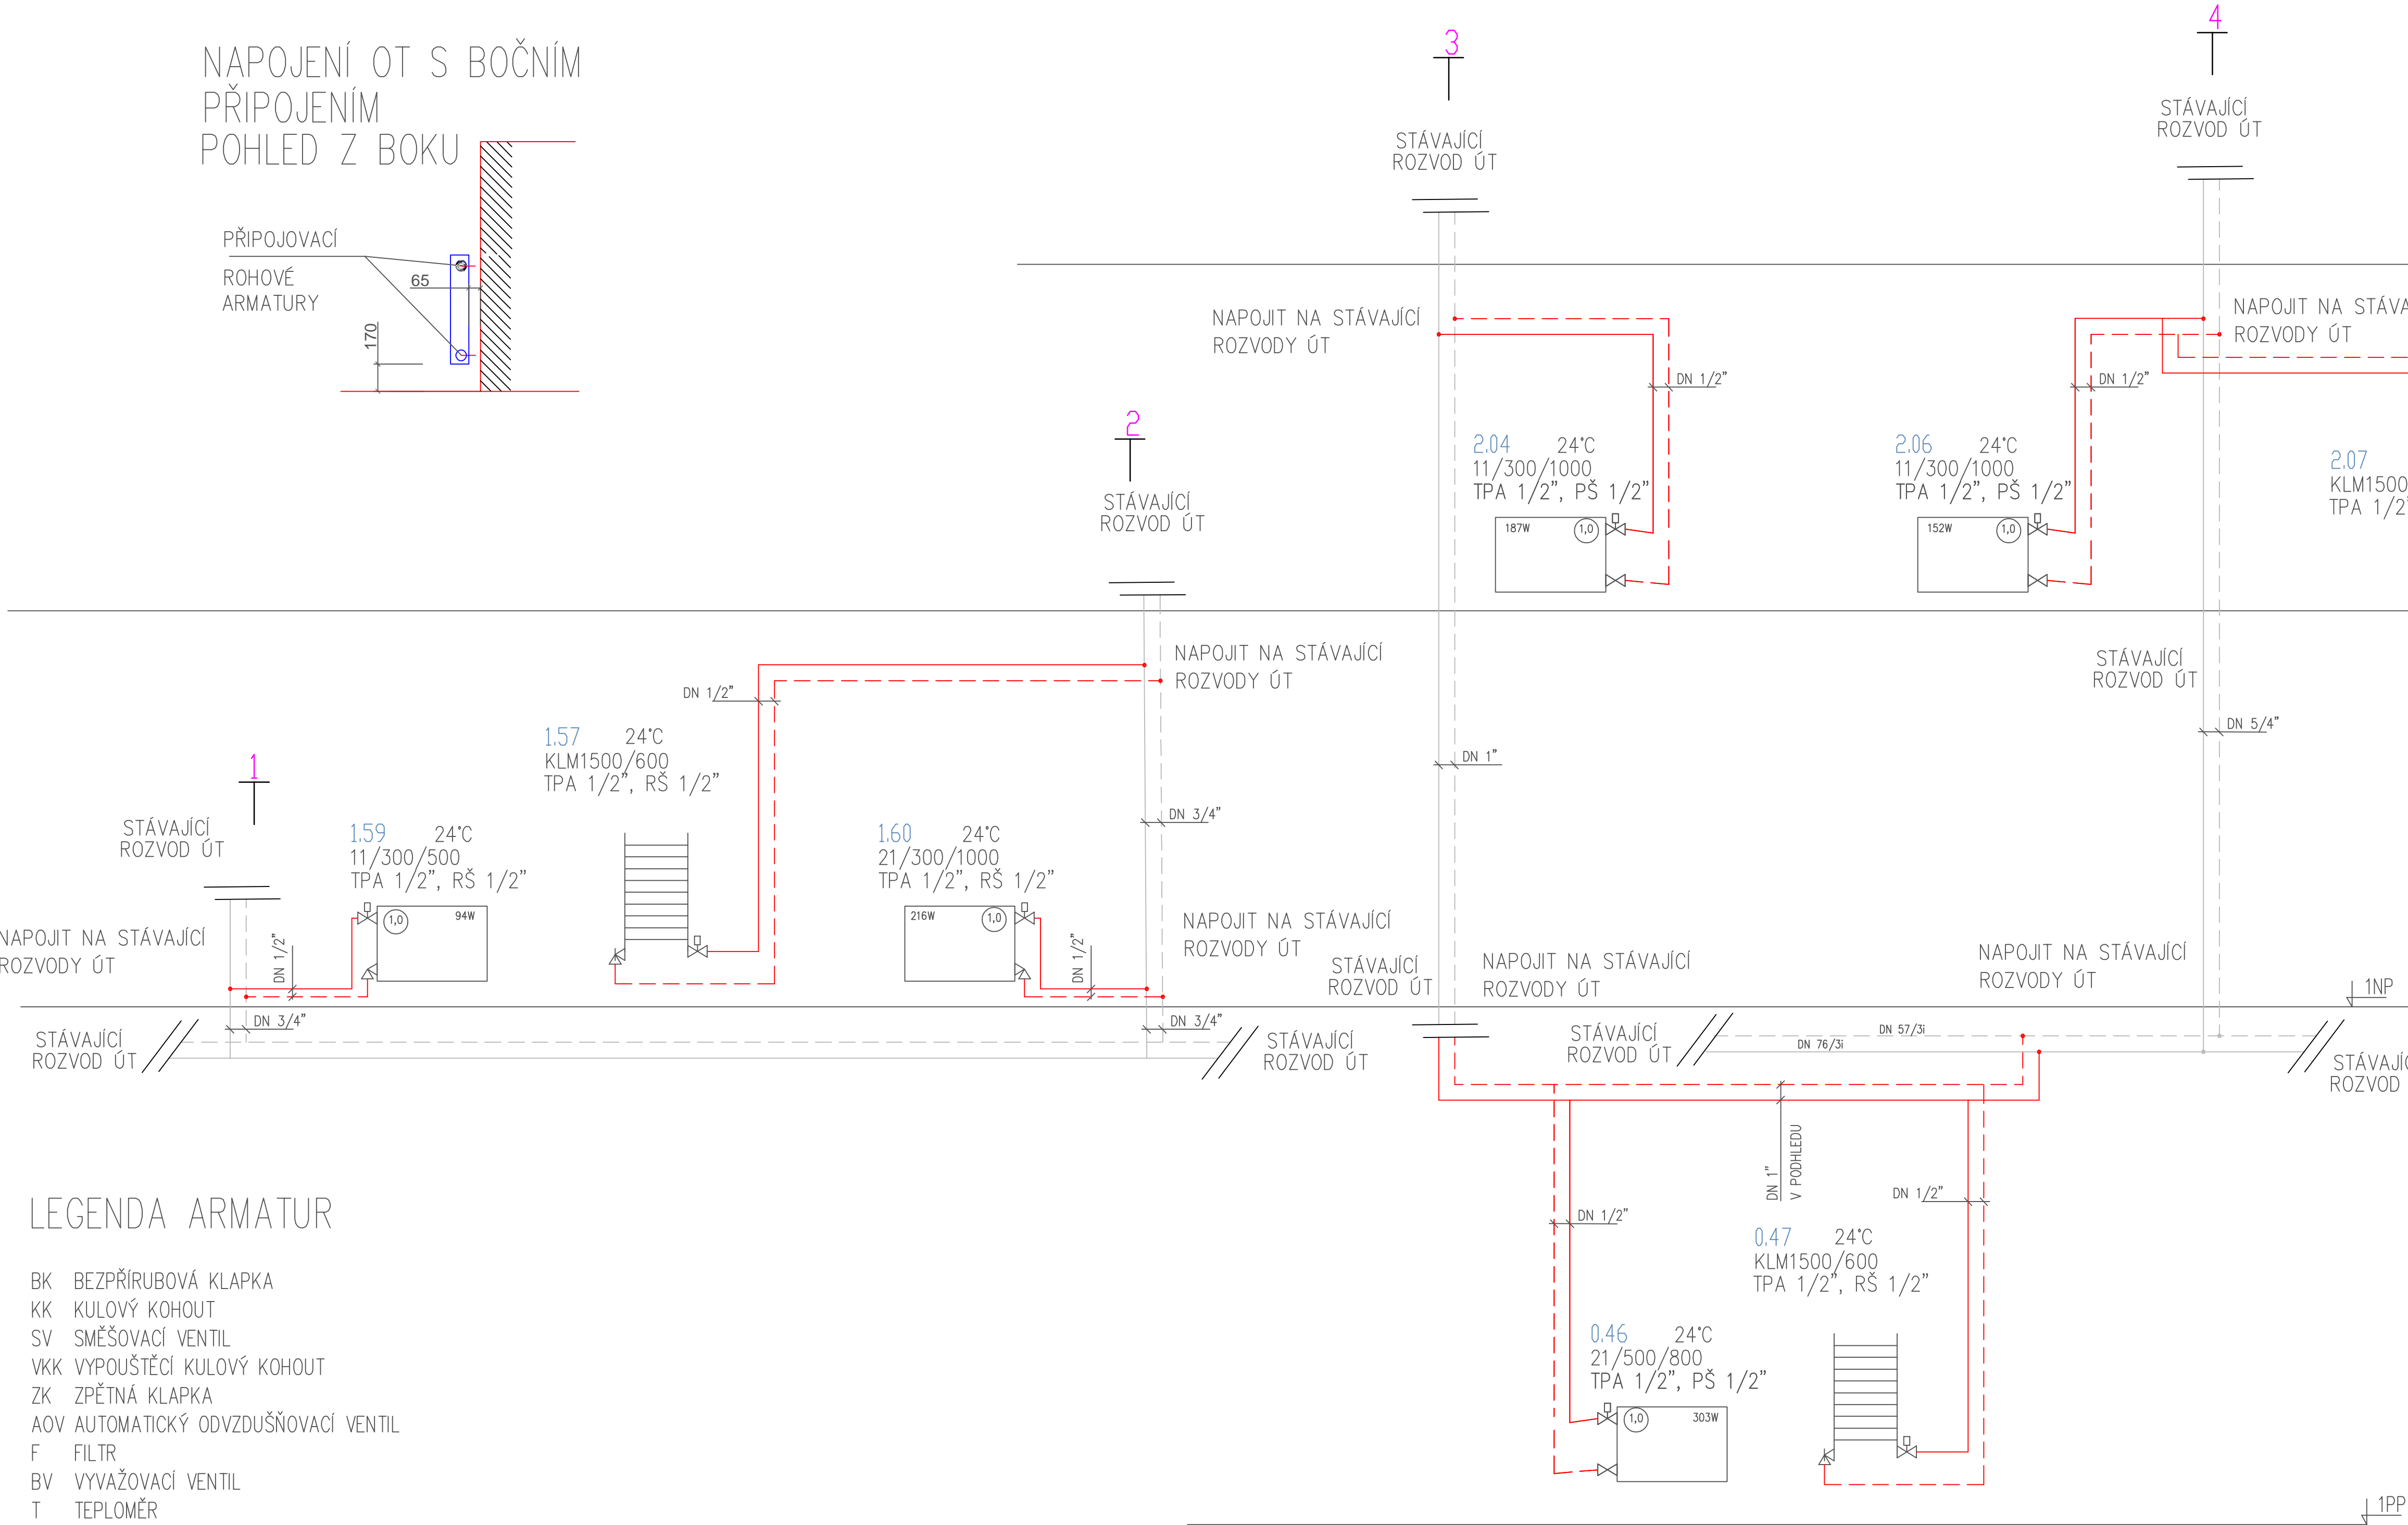 NAPOJENÍ OT S BOČNÍM
PŘIPOJENÍM
POHLED Z BOKU
PŘIPOJOVACÍ
ROHOVÉ
ARMATURY
65
170
3
STÁVAJÍCÍ
ROZVOD ÚT
4
STÁVAJÍCÍ
ROZVOD ÚT
NAPOJIT NA STÁVAJÍCÍ
ROZVODY ÚT
DN 1/2"
2.04 24°C
11/300/1000
TPA 1/2", PŠ 1/2"
187W 1,0
NAPOJIT NA STÁVA
ROZVODY ÚT
DN 1/2"
2.06 24°C
11/300/1000
TPA 1/2", PŠ 1/2"
152W 1,0
2.07
KLM1500
TPA 1/2"
2
STÁVAJÍCÍ
ROZVOD ÚT
NAPOJIT NA STÁVAJÍCÍ
ROZVODY ÚT
DN 1/2"
1.57 24°C
KLM1500/600
TPA 1/2", RŠ 1/2"
STÁVAJÍCÍ
ROZVOD ÚT
DN 5/4"
DN 1"
DN 3/4"
1
STÁVAJÍCÍ
ROZVOD ÚT
1.59 24°C
11/300/500
TPA 1/2", RŠ 1/2"
1,0 94W
1.60 24°C
21/300/1000
TPA 1/2", RŠ 1/2"
216W 1,0
NAPOJIT NA STÁVAJÍCÍ
ROZVODY ÚT
DN 1/2"
DN 1/2"
NAPOJIT NA STÁVAJÍCÍ
ROZVODY ÚT
STÁVAJÍCÍ
ROZVOD ÚT
NAPOJIT NA STÁVAJÍCÍ
ROZVODY ÚT
NAPOJIT NA STÁVAJÍCÍ
ROZVODY ÚT
1NP
DN 3/4"
DN 3/4"
STÁVAJÍCÍ
ROZVOD ÚT
STÁVAJÍCÍ
ROZVOD ÚT
STÁVAJÍCÍ
ROZVOD ÚT
DN 57/3i
DN 76/3i
STÁVAJÍC
ROZVOD
DN 1"
V PODHLEDU
DN 1/2"
DN 1/2"
0.47 24°C
KLM1500/600
TPA 1/2", RŠ 1/2"
0.46 24°C
21/500/800
TPA 1/2", PŠ 1/2"
1,0 303W
1PP
LEGENDA ARMATUR
BK BEZPŘÍRUBOVÁ KLAPKA
KK KULOVÝ KOHOUT
SV SMĚŠOVACÍ VENTIL
VKK VYPOUŠTĚCÍ KULOVÝ KOHOUT
ZK ZPĚTNÁ KLAPKA
AOV AUTOMATICKÝ ODVZDUŠŇOVACÍ VENTIL
F FILTR
BV VYVAŽOVACÍ VENTIL
T TEPLOMĚR